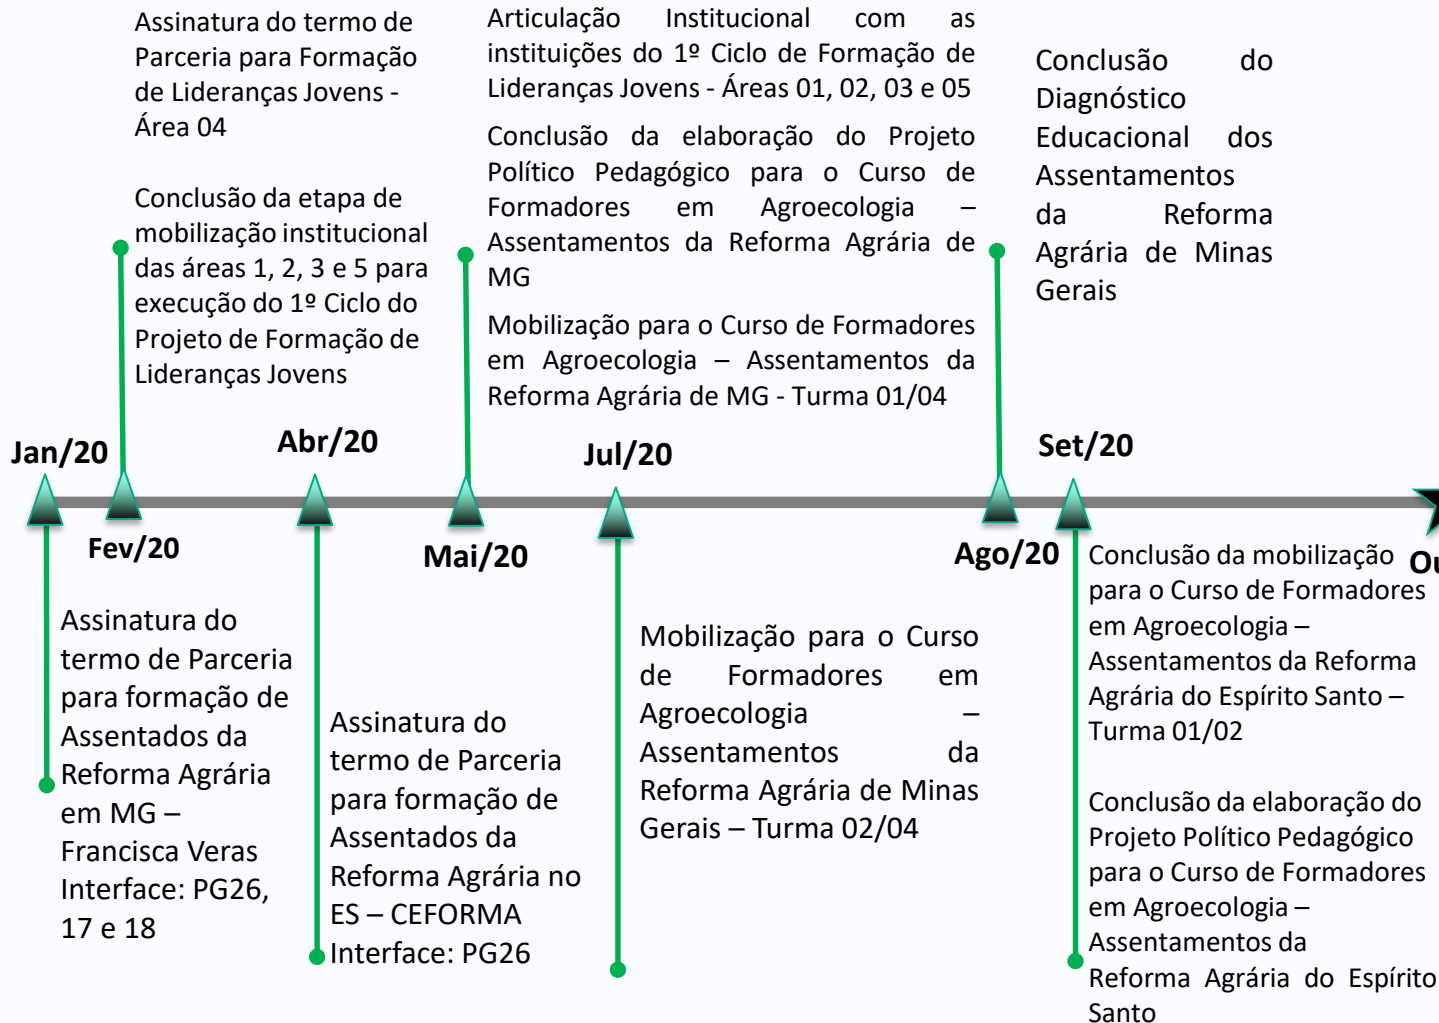 Assinatura do termo de
Parceria para Formação
de Lideranças Jovens -
Área 04
Conclusão da etapa de
mobilização institucional
das áreas 1, 2, 3 e 5 para
execução do 1º Ciclo do
Projeto de Formação de
Lideranças Jovens
Articulação Institucional com as
instituições do 1º Ciclo de Formação de
Lideranças Jovens - Áreas 01, 02, 03 e 05
Conclusão da elaboração do Projeto
Político Pedagógico para o Curso de
Formadores em Agroecologia –
Assentamentos da Reforma Agrária de
MG
Mobilização para o Curso de Formadores
em Agroecologia – Assentamentos da
Reforma Agrária de MG - Turma 01/04
Conclusão do
Diagnóstico
Educacional dos
Assentamentos
da Reforma
Agrária de Minas
Gerais
Jan/20
Fev/20
Abr/20
Mai/20
Jul/20
Ago/20
Set/20
Ou
Assinatura do
termo de Parceria
para formação de
Assentados da
Reforma Agrária
em MG –
Francisca Veras
Interface: PG26,
17 e 18
Assinatura do
termo de Parceria
para formação de
Assentados da
Reforma Agrária no
ES – CEFORMA
Interface: PG26
Mobilização para o Curso
de Formadores em
Agroecologia –
Assentamentos da
Reforma Agrária de Minas
Gerais – Turma 02/04
Conclusão da mobilização
para o Curso de Formadores
em Agroecologia –
Assentamentos da Reforma
Agrária do Espírito Santo –
Turma 01/02
Conclusão da elaboração do
Projeto Político Pedagógico
para o Curso de Formadores
em Agroecologia –
Assentamentos da
Reforma Agrária do Espírito
Santo